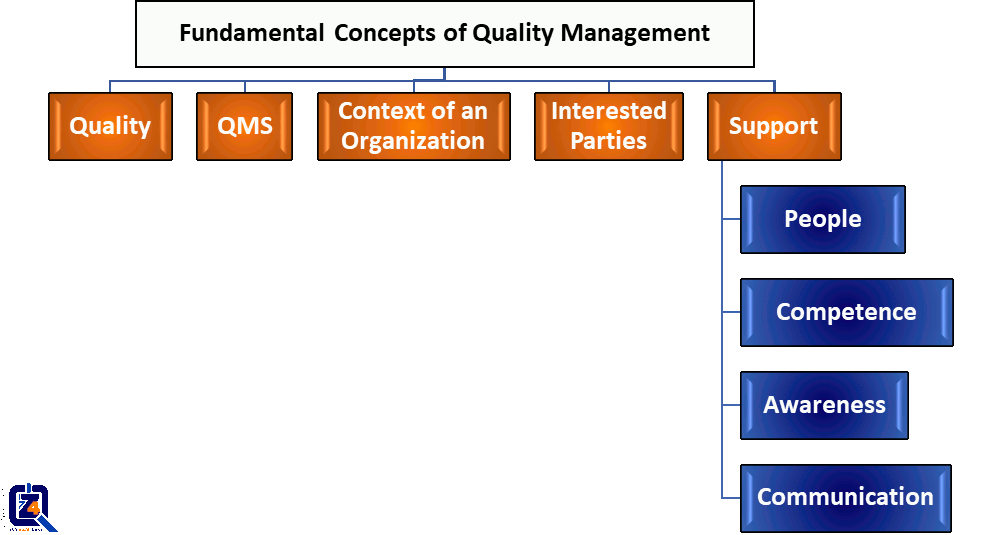 Fundamental Concepts of Quality Management
Quality
QMS
Context of an
Organization
Interested
Parties
Support
People
Competence
Awareness
Communication